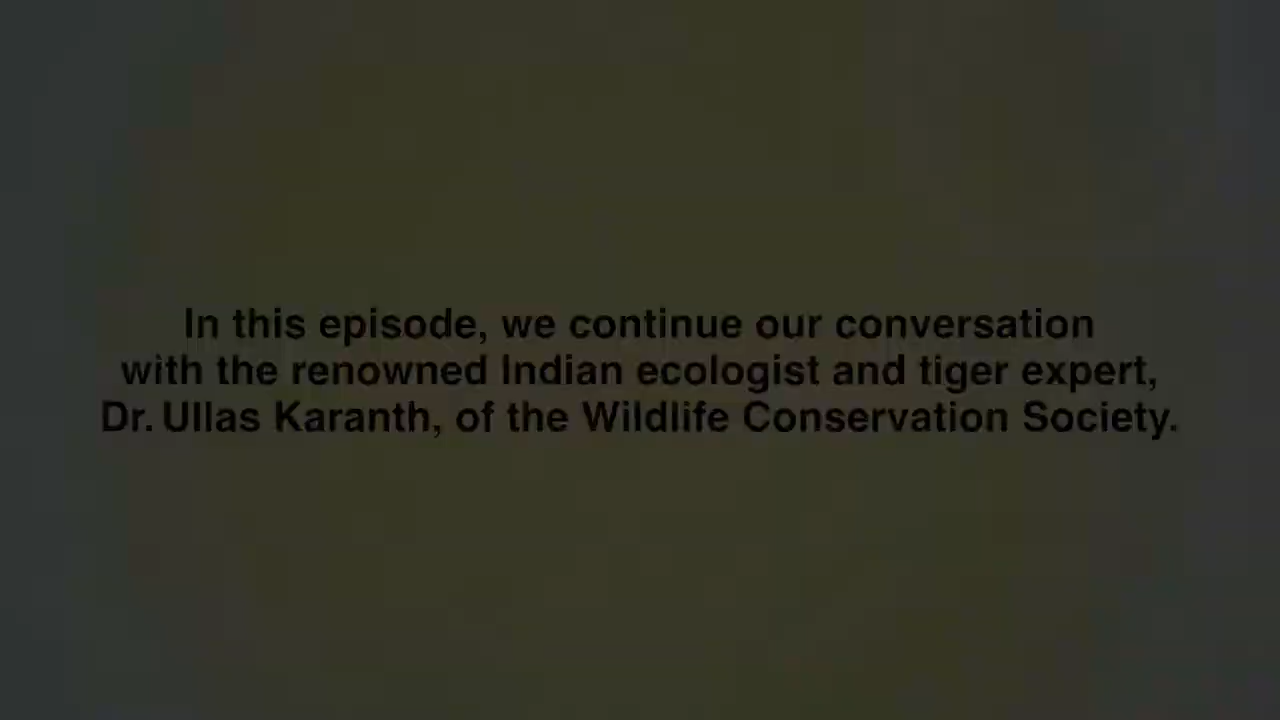 In this episode, we continue our conversation
with the renowned Indian ecologist and tiger expert,
Dr. Ullas Karanth, of the Wildlife Conservation Society.